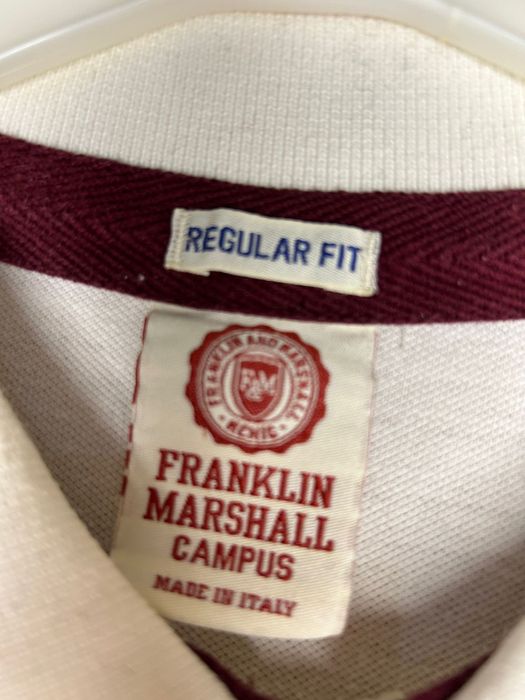 REGULAR FIT
FRANKLIN AND MARSHALL
F&M
FRANKLIN
MARSHALL
CAMPUS
MADE IN ITALY